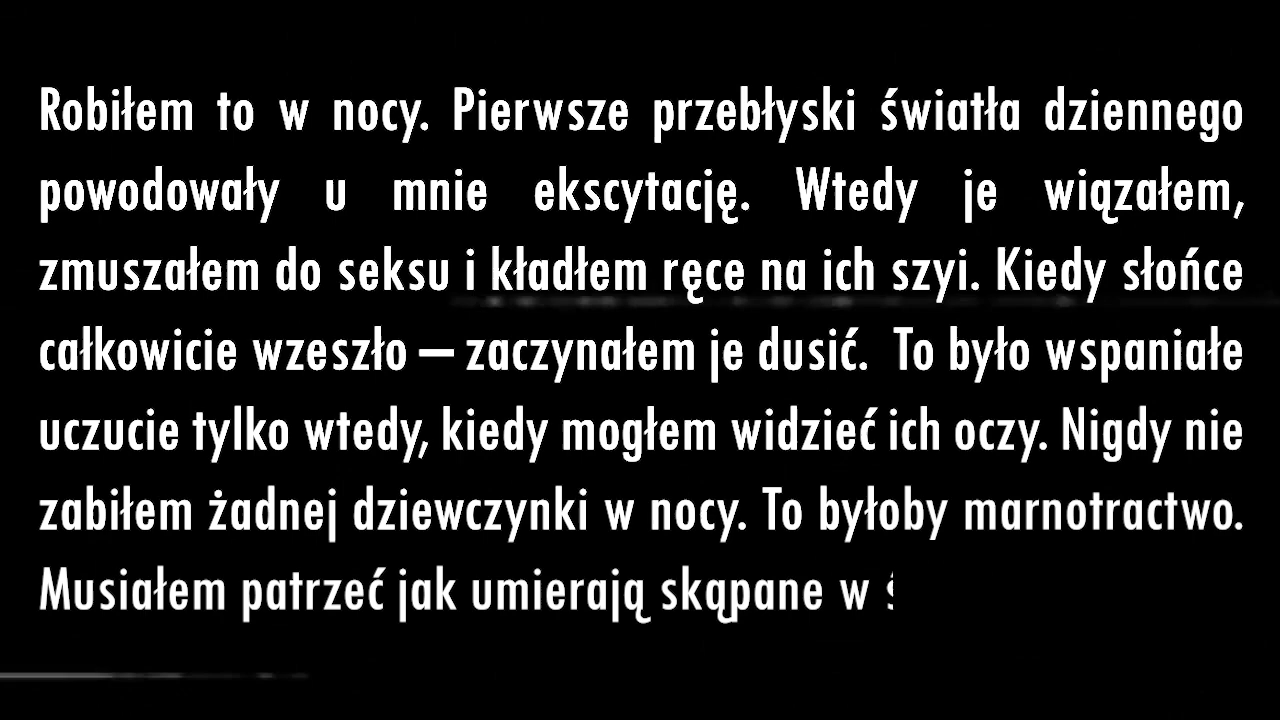 Robiłem to w nocy. Pierwsze przebłyski światła dziennego
powodowały u mnie ekscytację. Wtedy je wiązałem,
zmuszałem do seksu i kładłem ręce na ich szyi. Kiedy słońce
całkowicie wzeszło – zaczynałem je dusić. To było wspaniałe
uczucie tylko wtedy, kiedy mogłem widzieć ich oczy. Nigdy nie
zabiłem żadnej dziewczynki w nocy. To byłoby marnotractwo.
Musiałem patrzeć jak umierają skąpane w